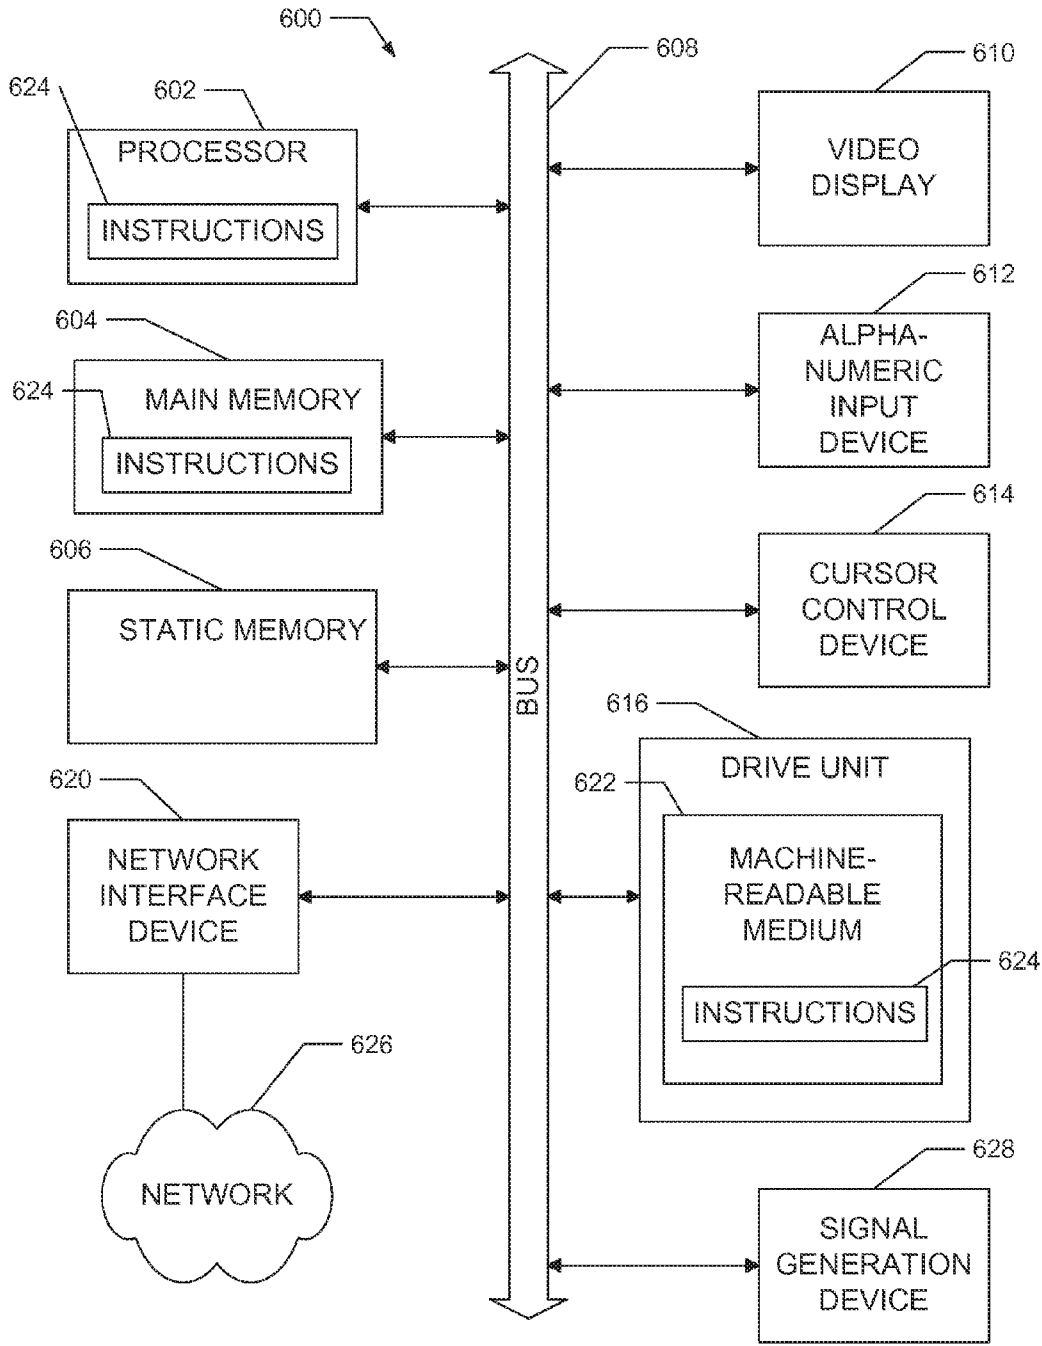 600
608
624
602
PROCESSOR
INSTRUCTIONS
604
624
MAIN MEMORY
INSTRUCTIONS
606
STATIC MEMORY
620
NETWORK
INTERFACE
DEVICE
626
NETWORK
BUS
610
VIDEO
DISPLAY
612
ALPHA-
NUMERIC
INPUT
DEVICE
614
CURSOR
CONTROL
DEVICE
616
DRIVE UNIT
622
MACHINE-
READABLE
MEDIUM
624
INSTRUCTIONS
628
SIGNAL
GENERATION
DEVICE